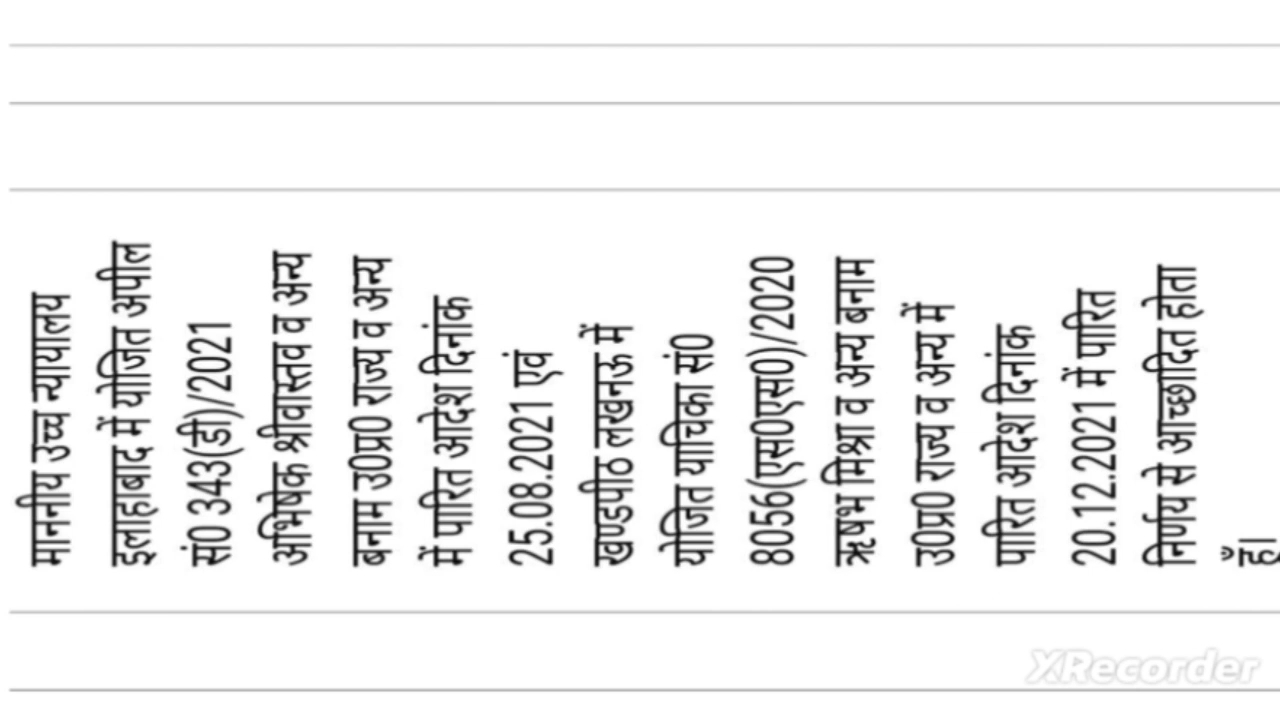 माननीय उच्च न्यायालय
इलाहाबाद में योजित अपील
सं0 343(डी)/2021
अभिषेक श्रीवास्तव व अन्य
बनाम उ0प्र0 राज्य व अन्य
में पारित आदेश दिनांक
25.08.2021 एवं
खण्डपीठ लखनऊ में
योजित याचिका सं0
8056(एस0एस0)/2020
ऋषभ मिश्रा व अन्य बनाम
उ0प्र0 राज्य व अन्य में
पारित आदेश दिनांक
20.12.2021 में पारित
निर्णय से आच्छादित होता
हैं।
XRecorder